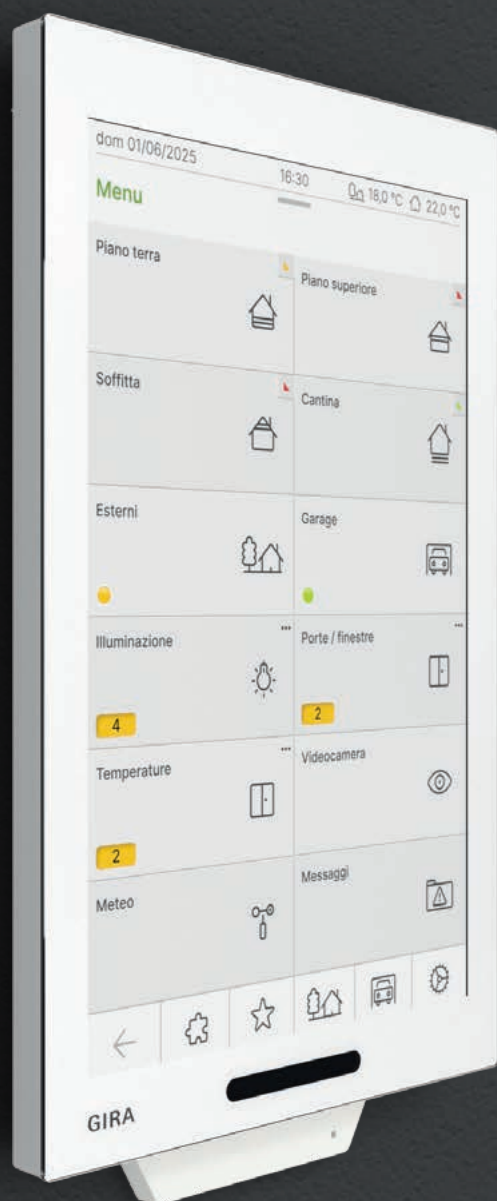 dom 01/06/2025 16:30 18,0 °C 22,0 °C
Menu
Piano terra Piano superiore
Soffitta Cantina
Esterni Garage
Illuminazione Porte / finestre
4 2
Temperature Videocamera
2
Meteo Messaggi
GIRA